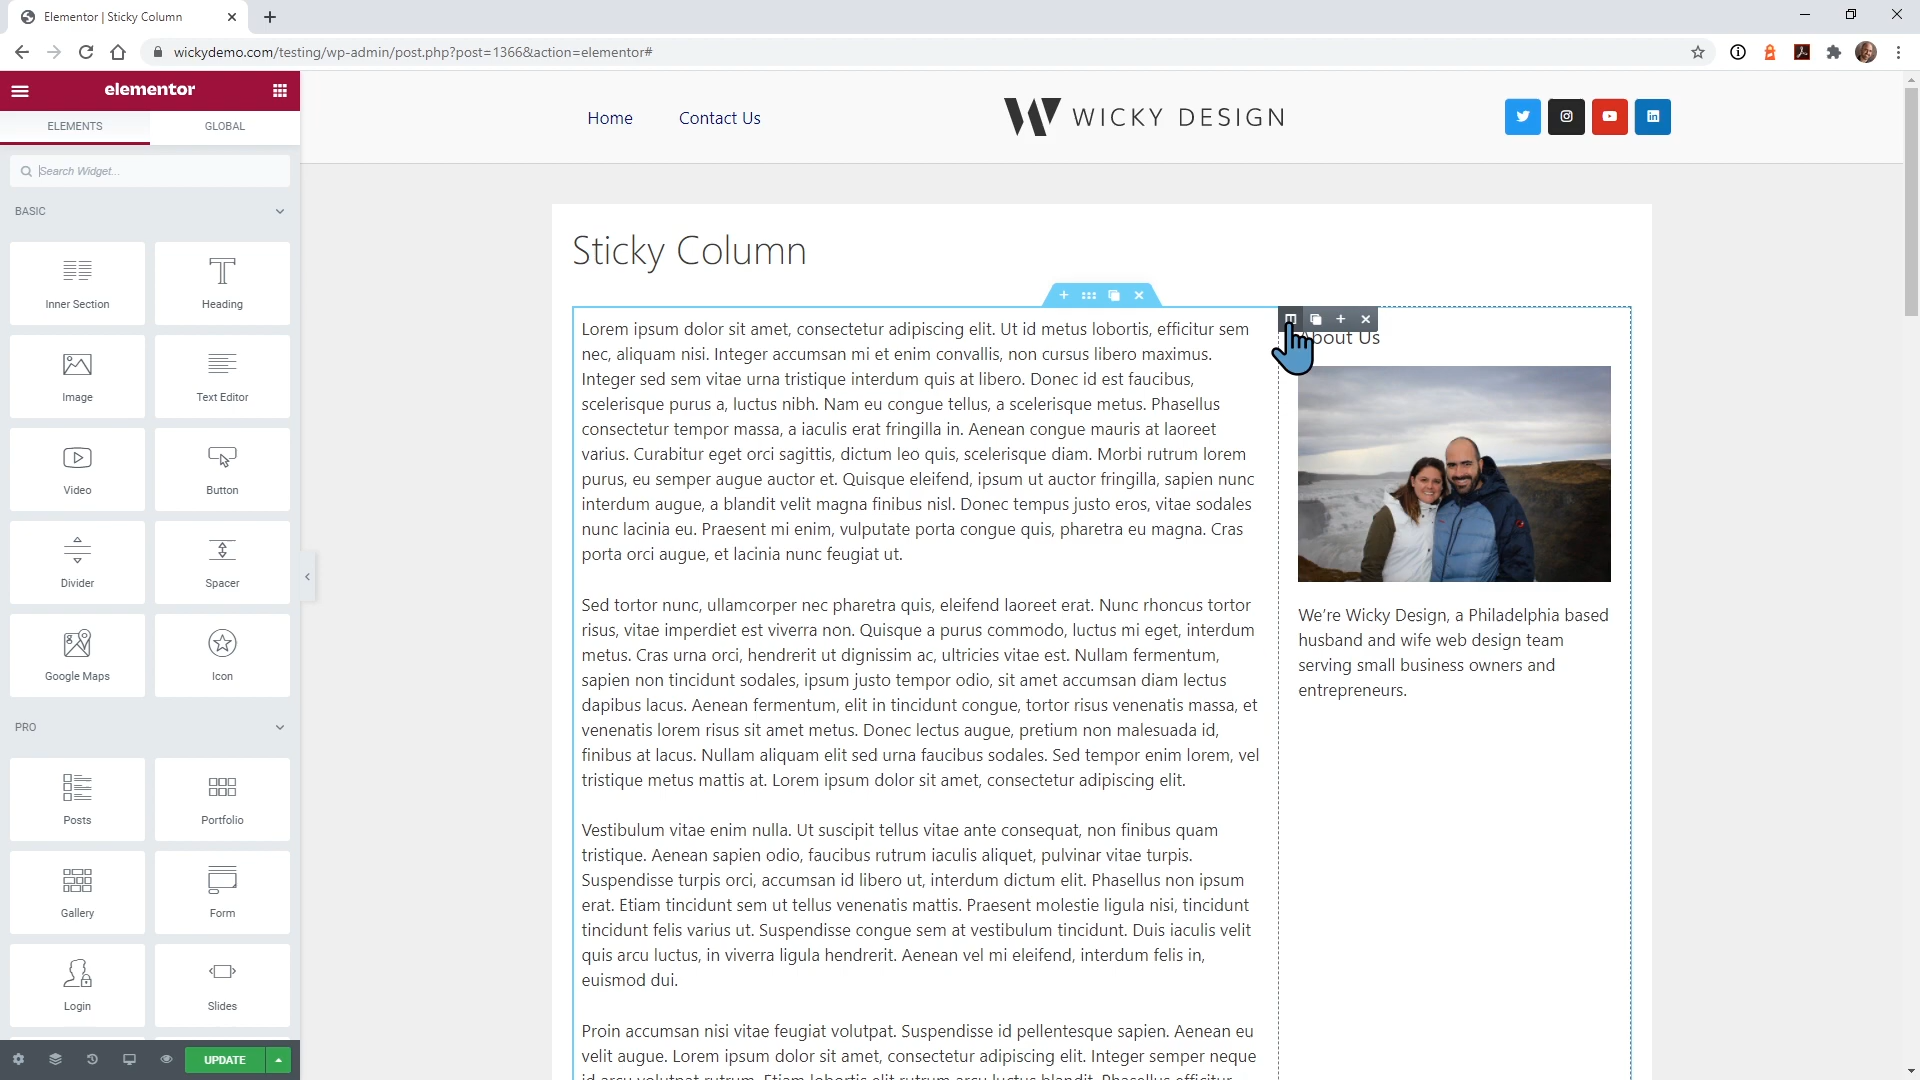 Elementor | Sticky Column
wickydemo.com/testing/wp-admin/post.php?post=1366&action=elementor#
elementor
ELEMENTS
GLOBAL
Search Widget...
BASIC
Inner Section
Heading
Image
Text Editor
Video
Button
Divider
Spacer
Google Maps
Icon
PRO
Posts
Portfolio
Gallery
Form
Login
Slides
UPDATE
Home
Contact Us
WICKY DESIGN
Sticky Column
Lorem ipsum dolor sit amet, consectetur adipiscing elit. Ut id metus lobortis, efficitur sem
nec, aliquam nisi. Integer accumsan mi et enim convallis, non cursus libero maximus.
Integer sed sem vitae urna tristique interdum quis at libero. Donec id est faucibus,
scelerisque purus a, luctus nibh. Nam eu congue tellus, a scelerisque metus. Phasellus
consectetur tempor massa, a iaculis erat fringilla in. Aenean congue mauris at laoreet
varius. Curabitur eget orci sagittis, dictum leo quis, scelerisque diam. Morbi rutrum lorem
purus, eu semper augue auctor et. Quisque eleifend, ipsum ut auctor fringilla, sapien nunc
interdum augue, a blandit velit magna finibus nisl. Donec tempus justo eros, vitae sodales
nunc lacinia eu. Praesent mi enim, vulputate porta congue quis, pharetra eu magna. Cras
porta orci augue, et lacinia nunc feugiat ut.
Sed tortor nunc, ullamcorper nec pharetra quis, eleifend laoreet erat. Nunc rhoncus tortor
risus, vitae imperdiet est viverra non. Quisque a purus commodo, luctus mi eget, interdum
metus. Cras urna orci, hendrerit ut dignissim ac, ultricies vitae est. Nullam fermentum,
sapien non tincidunt sodales, ipsum justo tempor odio, sit amet accumsan diam lectus
dapibus lacus. Aenean fermentum, elit in tincidunt congue, tortor risus venenatis massa, et
venenatis lorem risus sit amet metus. Donec lectus augue, pretium non malesuada id,
finibus at lacus. Nullam aliquam elit sed urna faucibus sodales. Sed tempor enim lorem, vel
tristique metus mattis at. Lorem ipsum dolor sit amet, consectetur adipiscing elit.
Vestibulum vitae enim nulla. Ut suscipit tellus vitae ante consequat, non finibus quam
tristique. Aenean sapien odio, faucibus rutrum iaculis aliquet, pulvinar vitae turpis.
Suspendisse turpis orci, accumsan id libero ut, interdum dictum elit. Phasellus non ipsum
erat. Etiam tincidunt sem ut tellus venenatis mattis. Praesent molestie ligula nisi, tincidunt
tincidunt felis varius ut. Suspendisse congue sem at vestibulum tincidunt. Duis iaculis velit
quis arcu luctus, in viverra ligula hendrerit. Aenean vel mi eleifend, interdum felis in,
euismod dui.
Proin accumsan nisi vitae feugiat volutpat. Suspendisse id pellentesque sapien. Aenean eu
velit augue. Lorem ipsum dolor sit amet, consectetur adipiscing elit. Integer semper neque
About Us
We're Wicky Design, a Philadelphia based
husband and wife web design team
serving small business owners and
entrepreneurs.